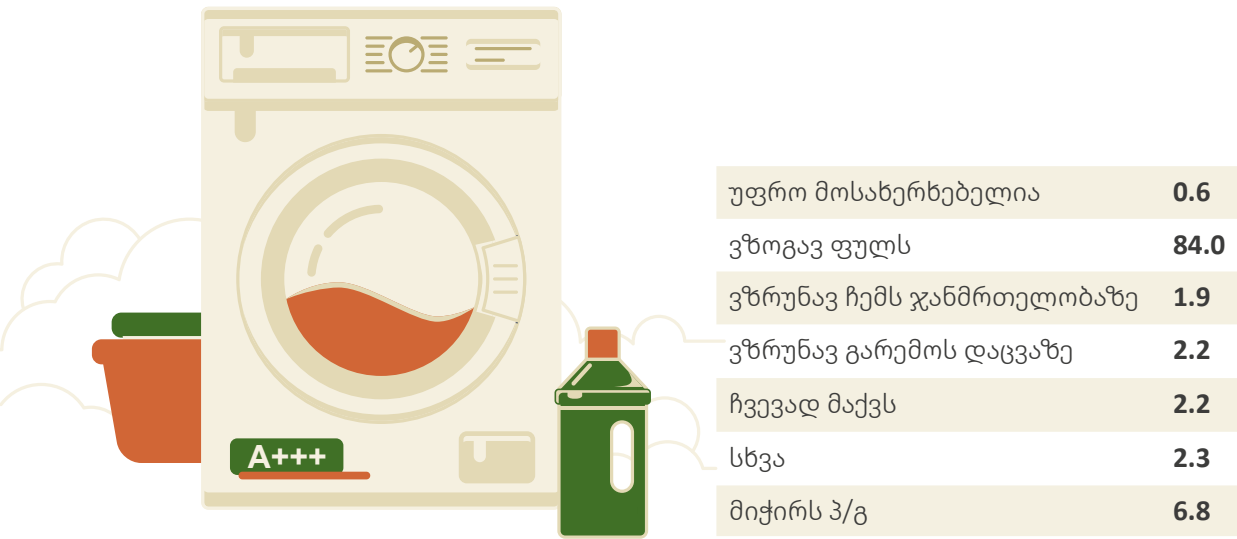 A+++
უფრო მოსახერხებელია 0.6
ვზოგავ ფულს 84.0
ვზრუნავ ჩემს ჯანმრთელობაზე 1.9
ვზრუნავ გარემოს დაცვაზე 2.2
ჩვევად მაქვს 2.2
სხვა 2.3
მიჭირს პ/გ 6.8